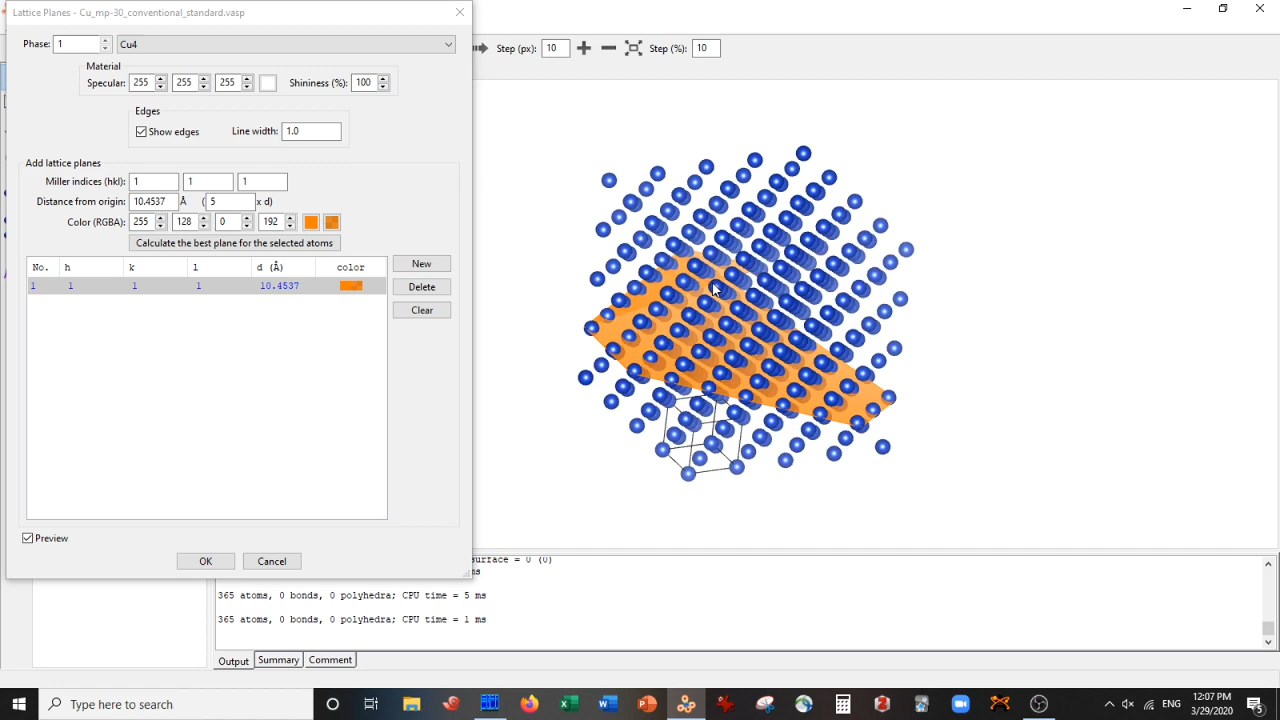 Lattice Planes - Cu_mp-30_conventional_standard.vasp
Phase: 1 Cu4
Step (px): 10 Step (%): 10
Material
Specular: 255 255 255 Shininess (%): 100
Edges
Show edges Line width: 1.0
Add lattice planes
Miller indices (hkl): 1 1 1
Distance from origin: 10.4537 Å ( 5 x d)
Color (RGBA): 255 128 0 192
Calculate the best plane for the selected atoms
No. h k l d (Å) color
1 1 1 1 10.4537
New
Delete
Clear
Preview
OK Cancel
urface = 0 (0)
ms
365 atoms, 0 bonds, 0 polyhedra; CPU time = 5 ms
365 atoms, 0 bonds, 0 polyhedra; CPU time = 1 ms
Output Summary Comment
Type here to search
ENG
12:07 PM
3/29/2020
3